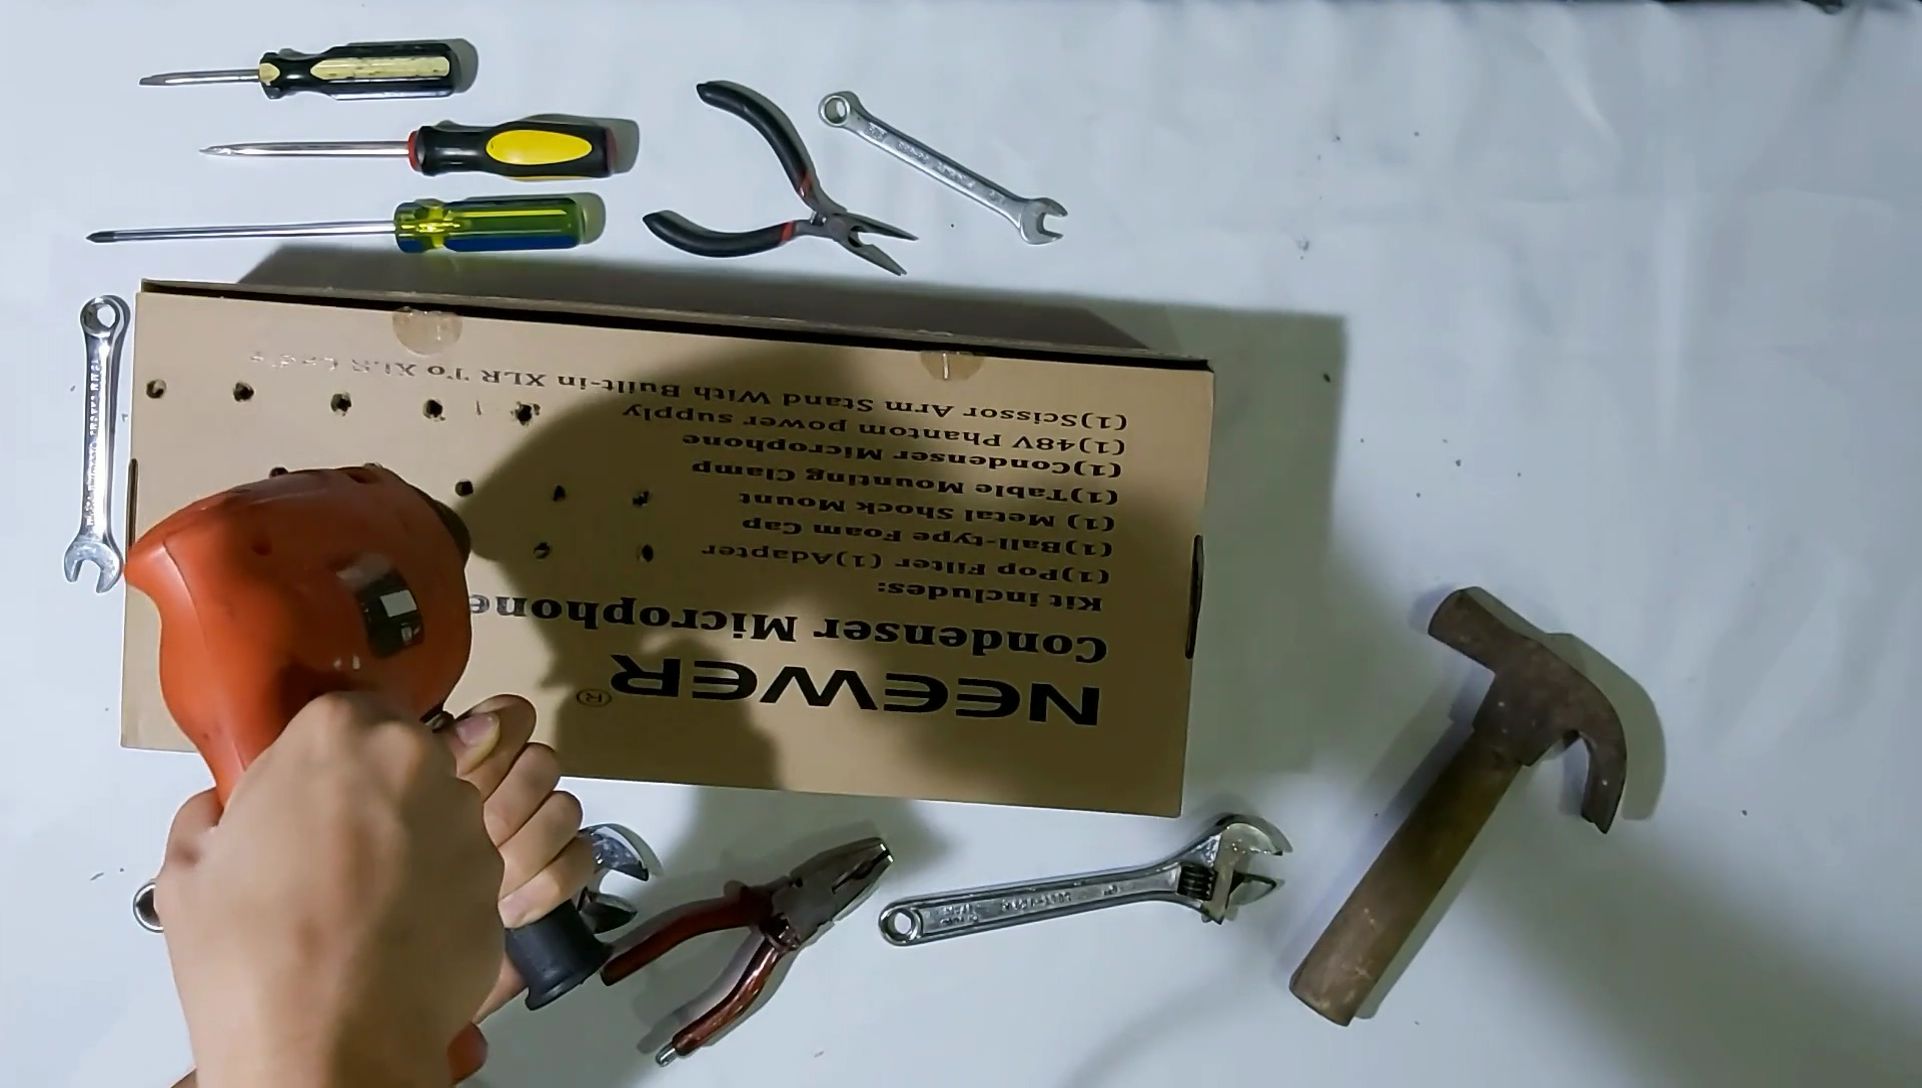 NEEWER®
Condenser Microphone
Kit includes:
(1)Pop Filter (1)Adapter
(1)Ball-type Foam Cap
(1) Metal Shock Mount
(1)Table Mounting Clamp
(1)Condenser Microphone
(1)48V Phantom power supply
(1)Scissor Arm Stand With Built-in XLR To XLR